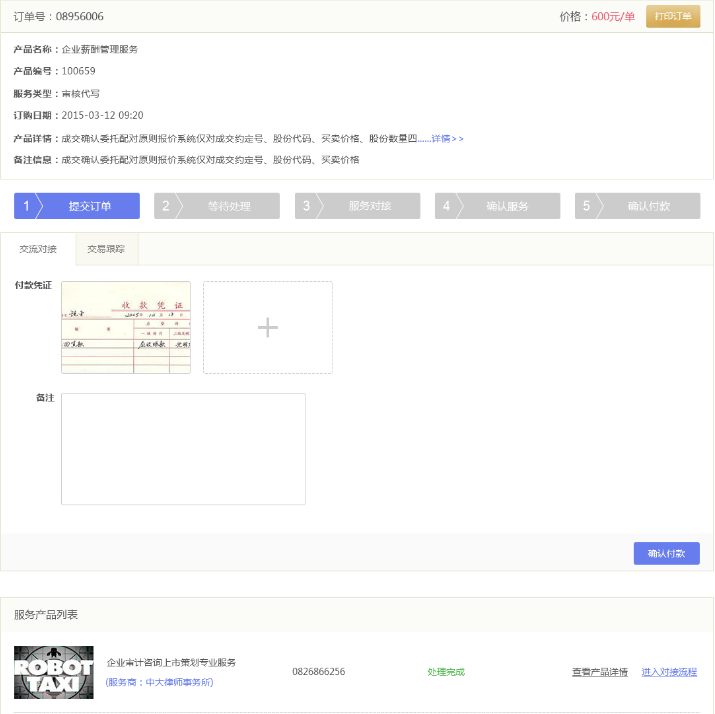 订单号：08956006
价格：600元/单
打印订单
产品名称：企业薪酬管理服务
产品编号：100659
服务类型：审核代写
订购日期：2015-03-12 09:20
产品详情：成交确认委托配对原则报价系统仅对成交约定号、股份代码、买卖价格、股份数量四......详情>>
备注信息：成交确认委托配对原则报价系统仅对成交约定号、股份代码、买卖价格
1 提交订单
2 等待处理
3 服务对接
4 确认服务
5 确认付款
交流对接
交易跟踪
付款凭证
收款凭证
备注
确认付款
服务产品列表
ROBOT
TAXI
企业审计咨询上市策划专业服务
(服务商：中大律师事务所)
0826866256
处理完成
查看产品详情
进入对接流程